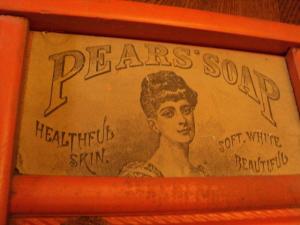 PEARS' SOAP
HEALTHFUL
SKIN.
SOFT. WHITE
BEAUTIFUL